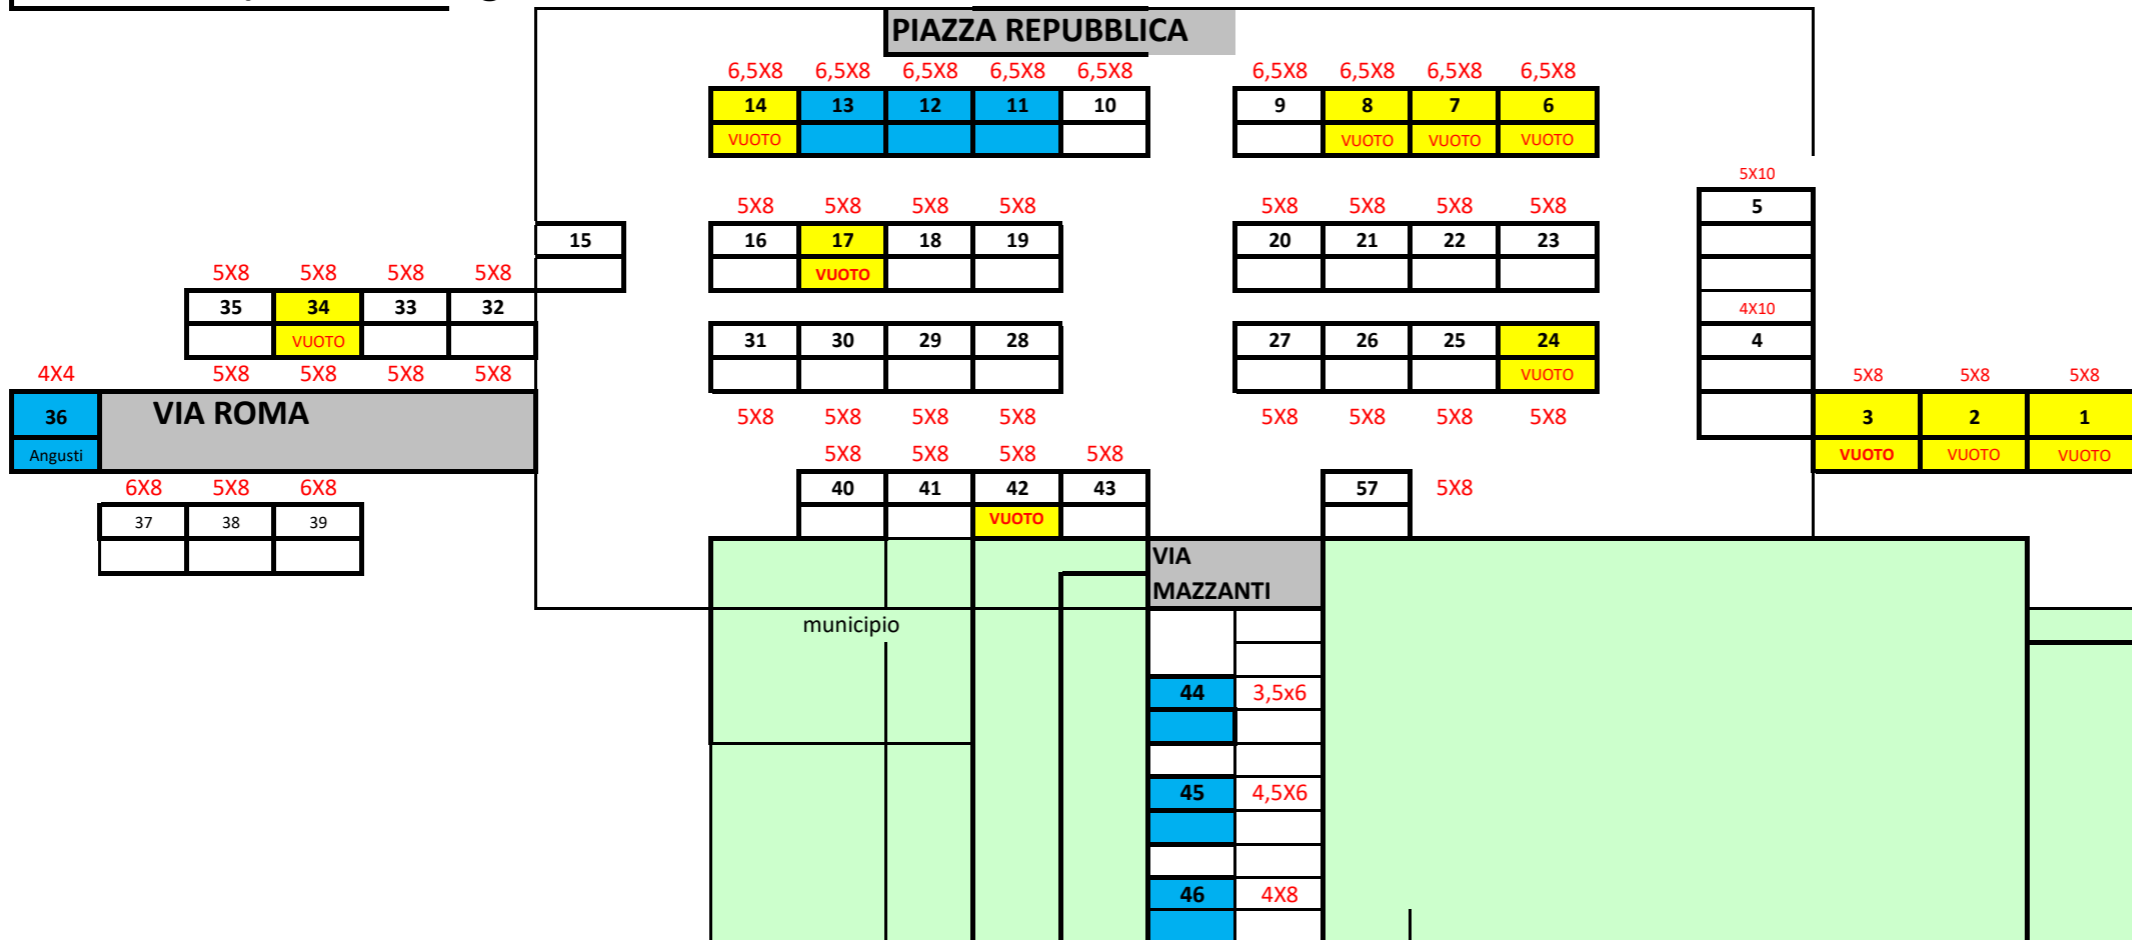 PIAZZA REPUBBLICA
6,5X8 6,5X8 6,5X8 6,5X8 6,5X8 6,5X8 6,5X8 6,5X8 6,5X8
14 13 12 11 10 9 8 7 6
VUOTO VUOTO VUOTO VUOTO
5X10
5X8 5X8 5X8 5X8 5X8 5X8 5X8 5X8 5
15 16 17 18 19 20 21 22 23
5X8 5X8 5X8 5X8 VUOTO
35 34 33 32 4X10
VUOTO 31 30 29 28 27 26 25 24 4
4X4 5X8 5X8 5X8 5X8 VUOTO 5X8 5X8 5X8
36 VIA ROMA 5X8 5X8 5X8 5X8 5X8 5X8 5X8 5X8 3 2 1
Angusti 5X8 5X8 5X8 5X8 VUOTO VUOTO VUOTO
6X8 5X8 6X8 40 41 42 43 57 5X8
37 38 39 VUOTO
VIA
MAZZANTI
municipio
44 3,5x6
45 4,5X6
46 4X8